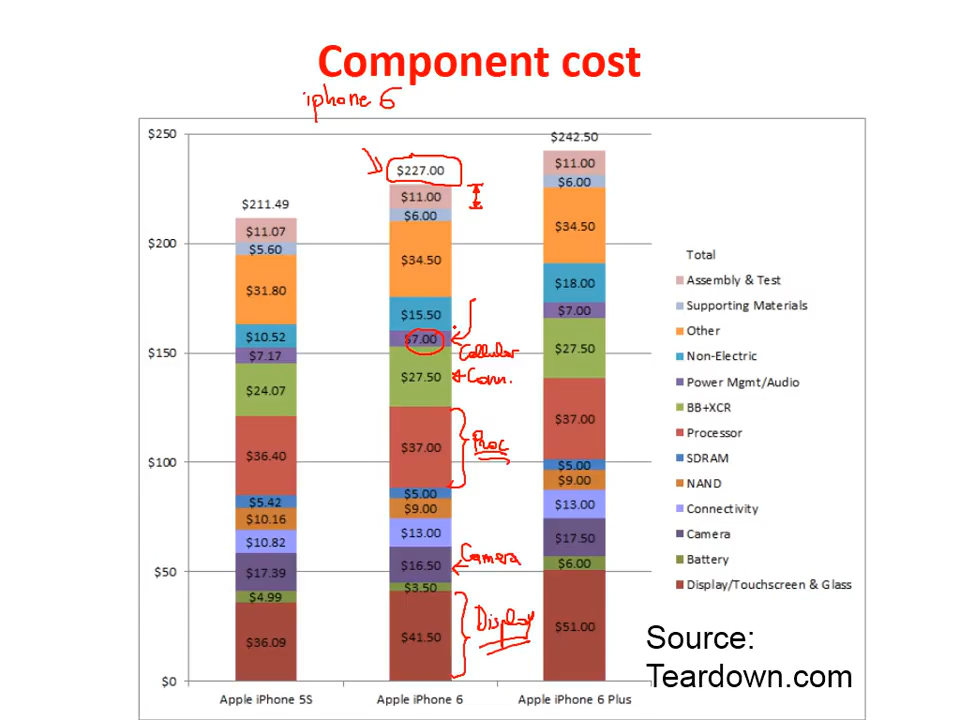 Component cost
iphone 6
$250
$200
$150
$100
$50
$0
$211.49
$11.07
$5.60
$31.80
$10.52
$7.17
$24.07
$36.40
$5.42
$10.16
$10.82
$17.39
$4.99
$36.09
Apple iPhone 5S
$227.00
$11.00
$6.00
$34.50
$15.50
$7.00
$27.50
$37.00
$5.00
$9.00
$13.00
$16.50
$3.50
$41.50
Apple iPhone 6
Cellular
Conn.
Proc
Camera
Display
$242.50
$11.00
$6.00
$34.50
$18.00
$7.00
$27.50
$37.00
$5.00
$9.00
$13.00
$17.50
$6.00
$51.00
Apple iPhone 6 Plus
Total
Assembly & Test
Supporting Materials
Other
Non-Electric
Power Mgmt/Audio
BB+XCR
Processor
SDRAM
NAND
Connectivity
Camera
Battery
Display/Touchscreen & Glass
Source:
Teardown.com